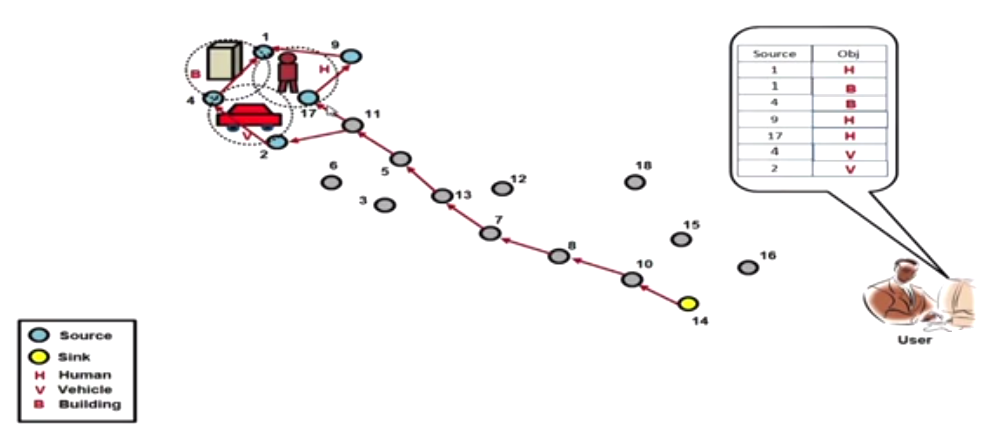 1
9
B
H
4
17
11
V
2
5
6
3
13
12
18
7
15
8
16
10
14
Source Obj
1 H
1 B
4 B
9 H
17 H
4 V
2 V
User
Source
Sink
H Human
V Vehicle
B Building